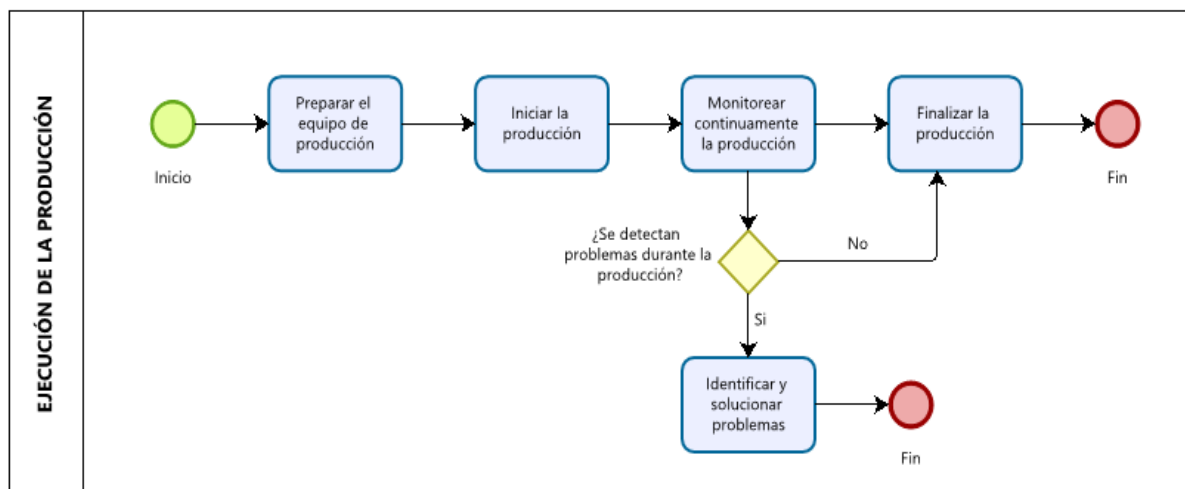 EJECUCIÓN DE LA PRODUCCIÓN
Inicio
Preparar el
equipo de
producción
Iniciar la
producción
Monitorear
continuamente
la producción
Finalizar la
producción
Fin
¿Se detectan
problemas durante la
producción?
No
Si
Identificar y
solucionar
problemas
Fin